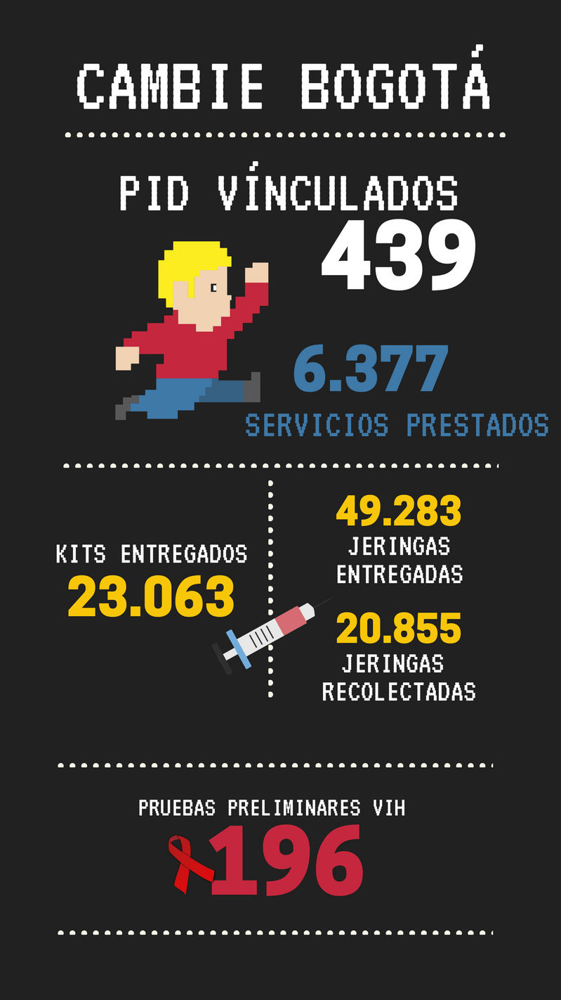 CAMBIE BOGOTÁ
PID VÍNCULADOS
439
6.377
SERVICIOS PRESTADOS
KITS ENTREGADOS
23.063
49.283
JERINGAS
ENTREGADAS
20.855
JERINGAS
RECOLECTADAS
PRUEBAS PRELIMINARES VIH
196